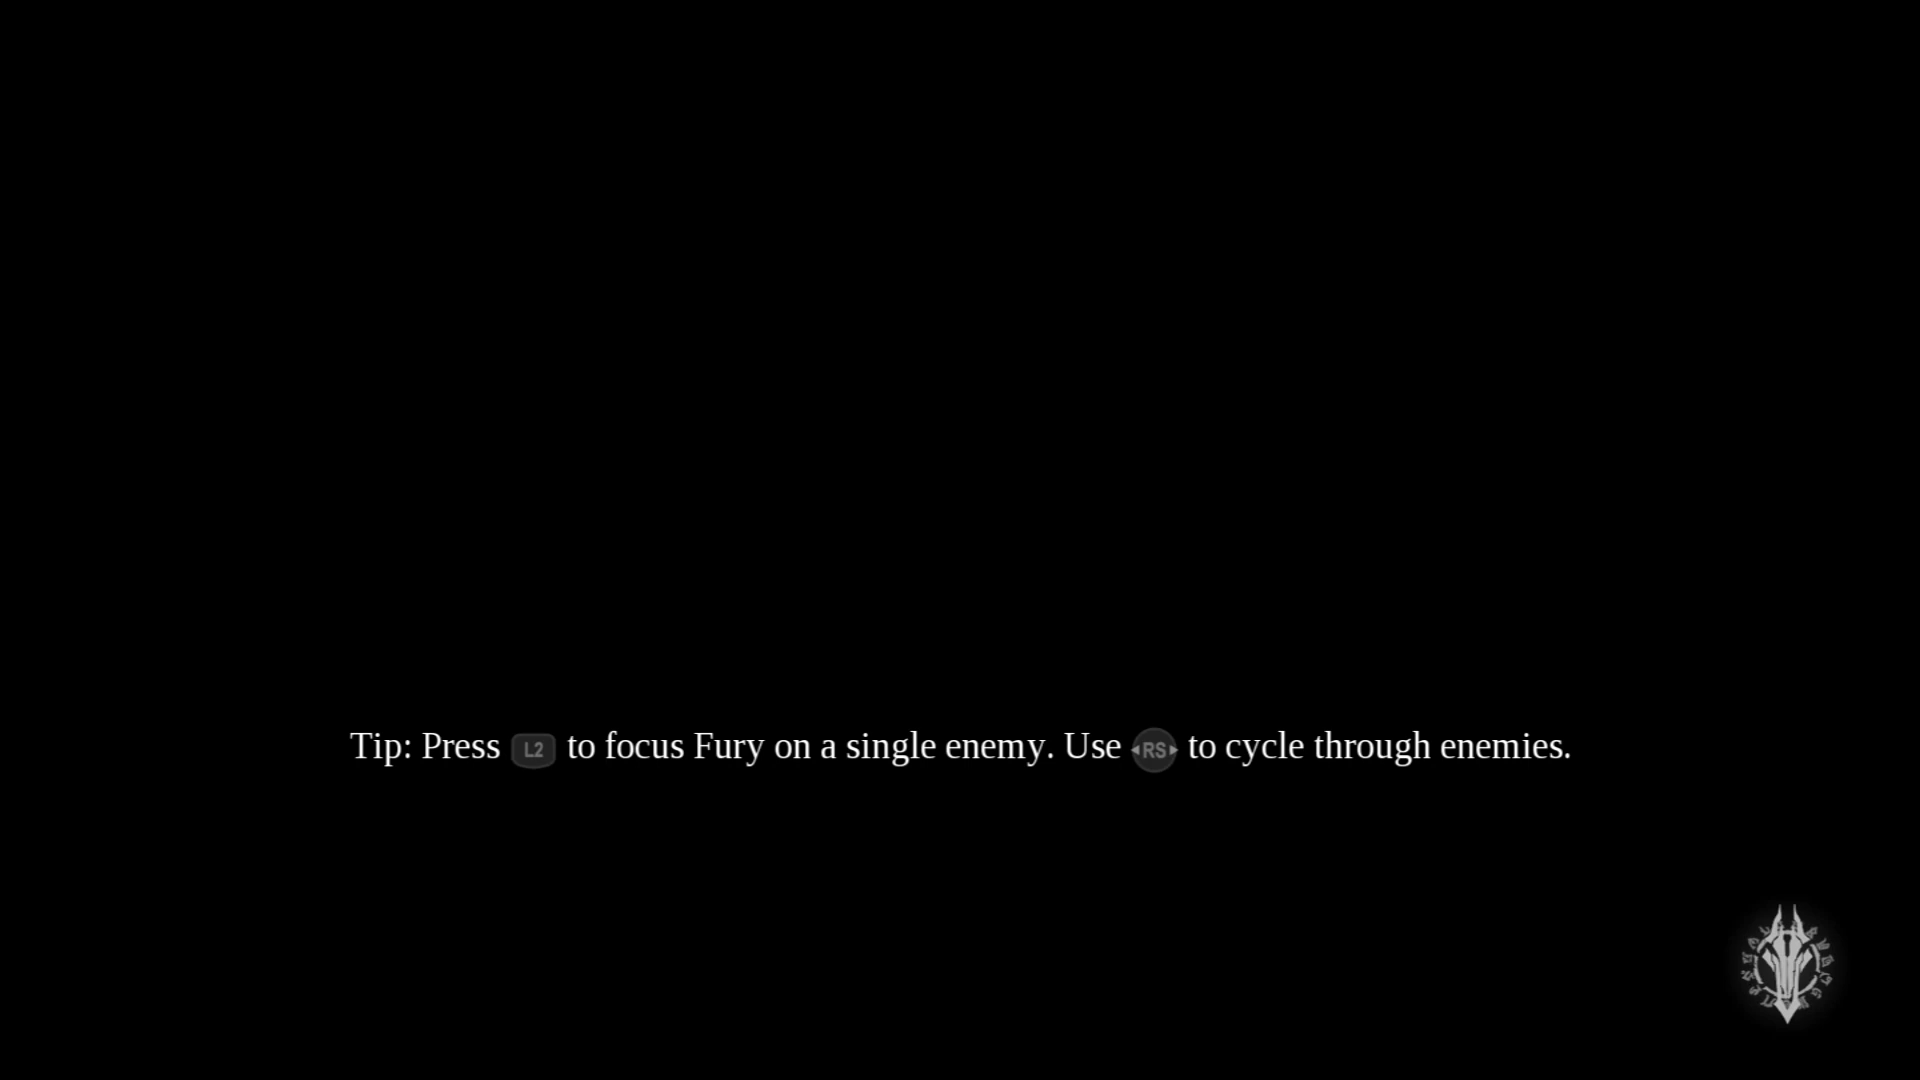 Tip: Press L2 to focus Fury on a single enemy. Use RS to cycle through enemies.